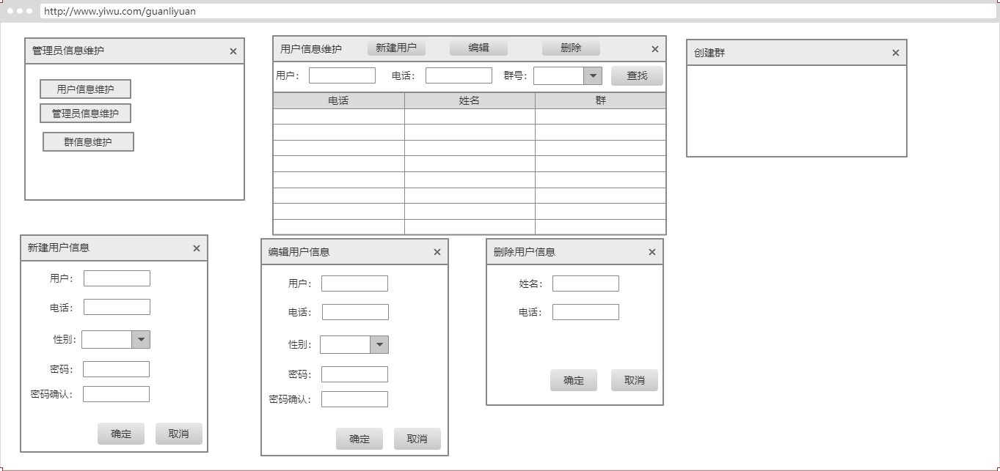 http://www.yiwu.com/guanliyuan
管理员信息维护
用户信息维护
管理员信息维护
群信息维护
用户信息维护 新建用户 编辑 删除
用户： 电话： 群号： 查找
电话 姓名 群
创建群
新建用户信息
用户：
电话：
性别：
密码：
密码确认：
确定 取消
编辑用户信息
用户：
电话：
性别：
密码：
密码确认：
确定 取消
删除用户信息
姓名：
电话：
确定 取消